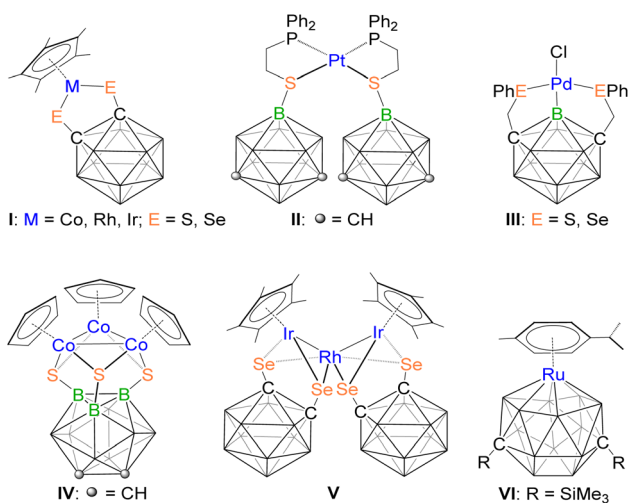 Ph₂ Ph₂
P P
Pt
S S
B B
M E
E C
C
Cl
PhE Pd EPh
B
C C
I: M = Co, Rh, Ir; E = S, Se
II: = CH
III: E = S, Se
Co
Co Co
S S S
B B
B
IV: = CH
Ir Ir
Rh
Se Se
Se Se
C C
C C
V
Ru
C C
R R
VI: R = SiMe₃